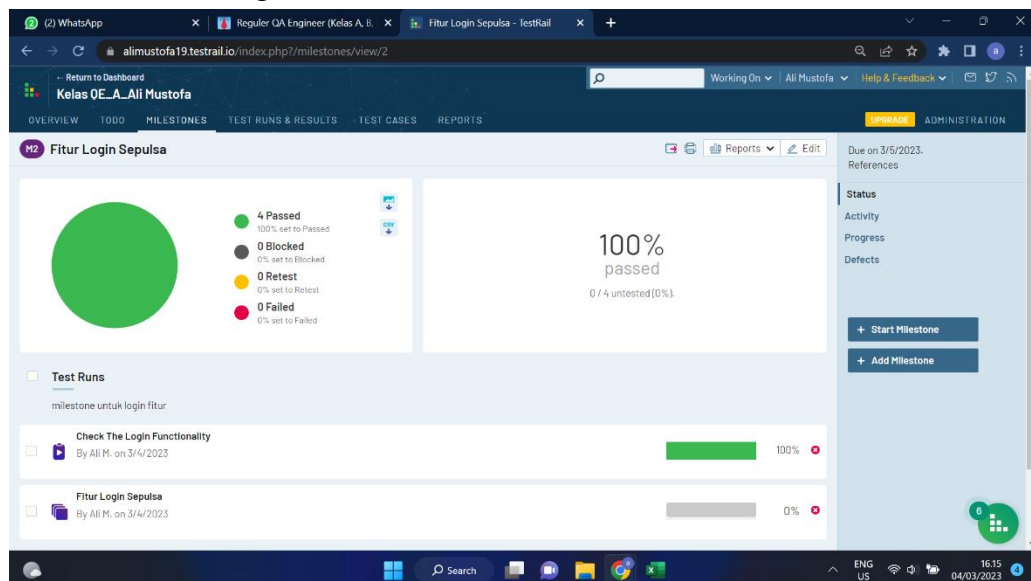 (2) WhatsApp
Reguler QA Engineer (Kelas A, B,
Fitur Login Sepulsa - TestRail
alimustofa19.testrail.io/index.php?/milestones/view/2
← Return to Dashboard
Kelas QE_A_Ali Mustofa
Working On
Ali Mustofa
Help & Feedback
OVERVIEW TODO MILESTONES TEST RUNS & RESULTS TEST CASES REPORTS
UPGRADE ADMINISTRATION
M2 Fitur Login Sepulsa
Reports Edit
4 Passed
100% set to Passed
0 Blocked
0% set to Blocked
0 Retest
0% set to Retest
0 Failed
0% set to Failed
CSV
100%
passed
0 / 4 untested (0%).
Due on 3/5/2023.
References
Status
Activity
Progress
Defects
+ Start Milestone
+ Add Milestone
Test Runs
milestone untuk login fitur
Check The Login Functionality
By Ali M. on 3/4/2023
100%
Fitur Login Sepulsa
By Ali M. on 3/4/2023
0%
6
Search
ENG
US
16.15
04/03/2023
4